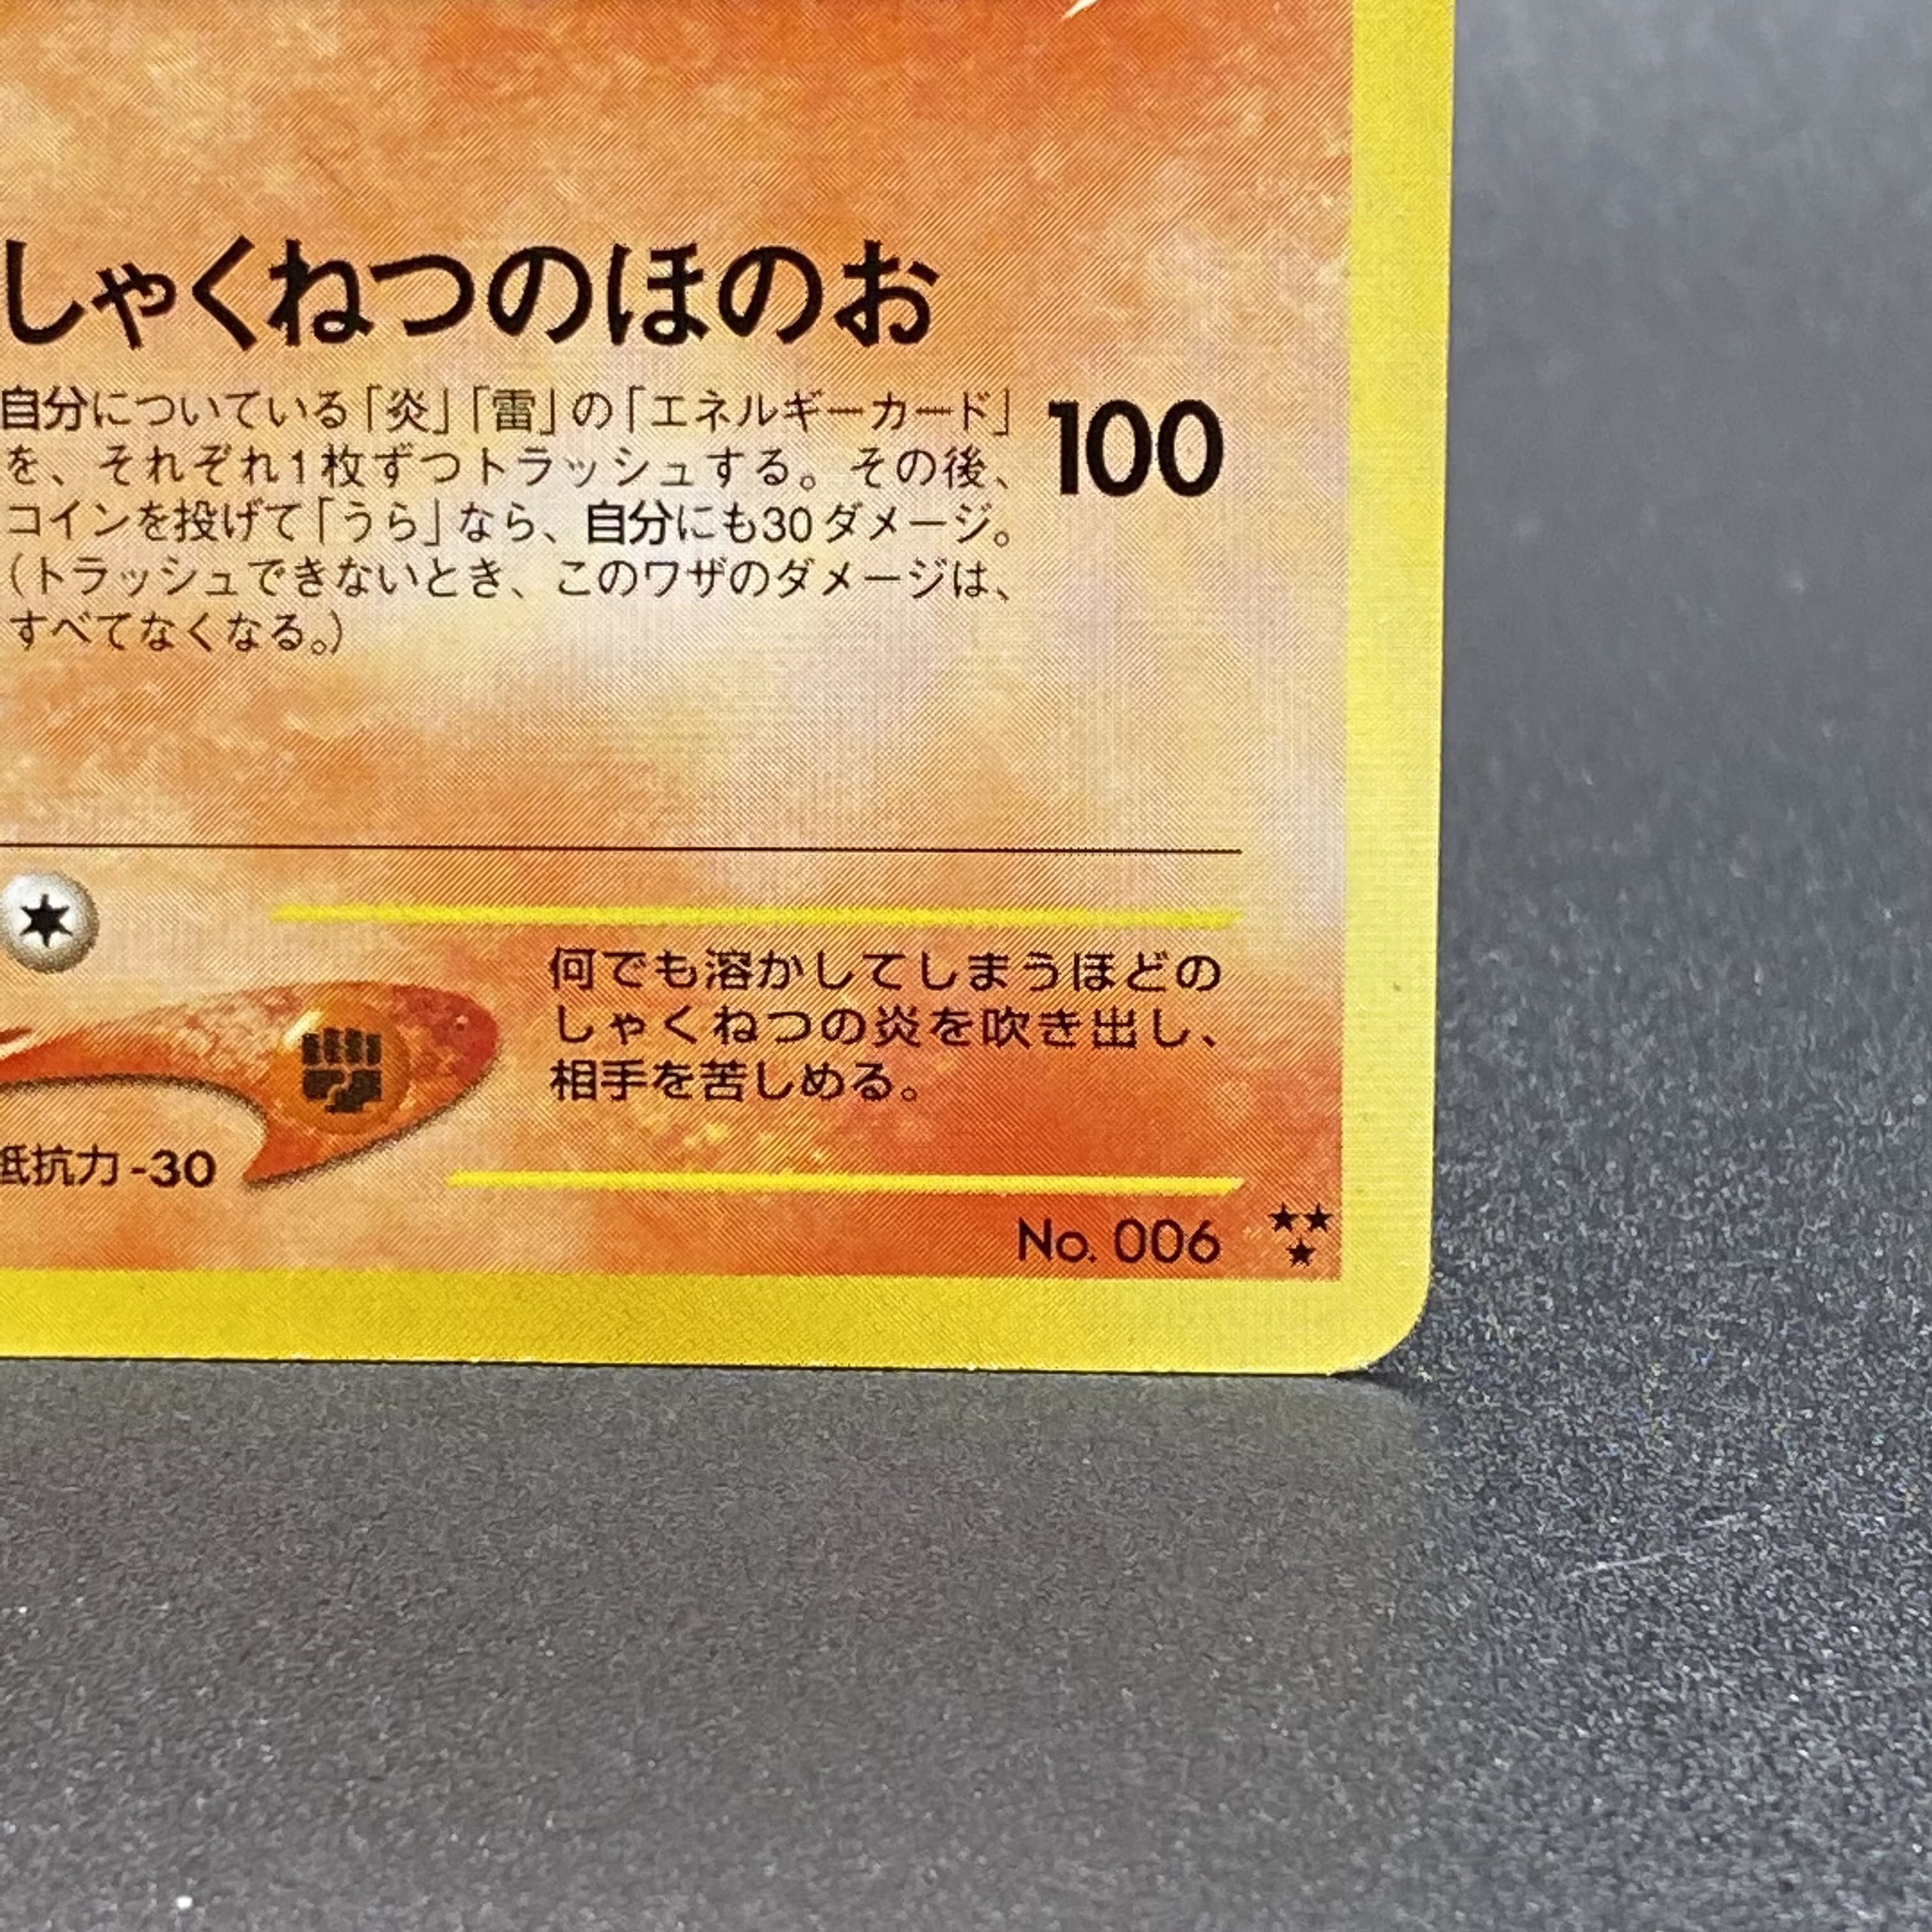 しゃくねつのほのお
自分についている「炎」「雷」の「エネルギーカード」
を、それぞれ1枚ずつトラッシュする。その後、
コインを投げて「うら」なら、自分にも30ダメージ。
（トラッシュできないとき、このワザのダメージは、
すべてなくなる。）
100
何でも溶かしてしまうほどの
しゃくねつの炎を吹き出し、
相手を苦しめる。
抵抗力 -30
No. 006 ★★★